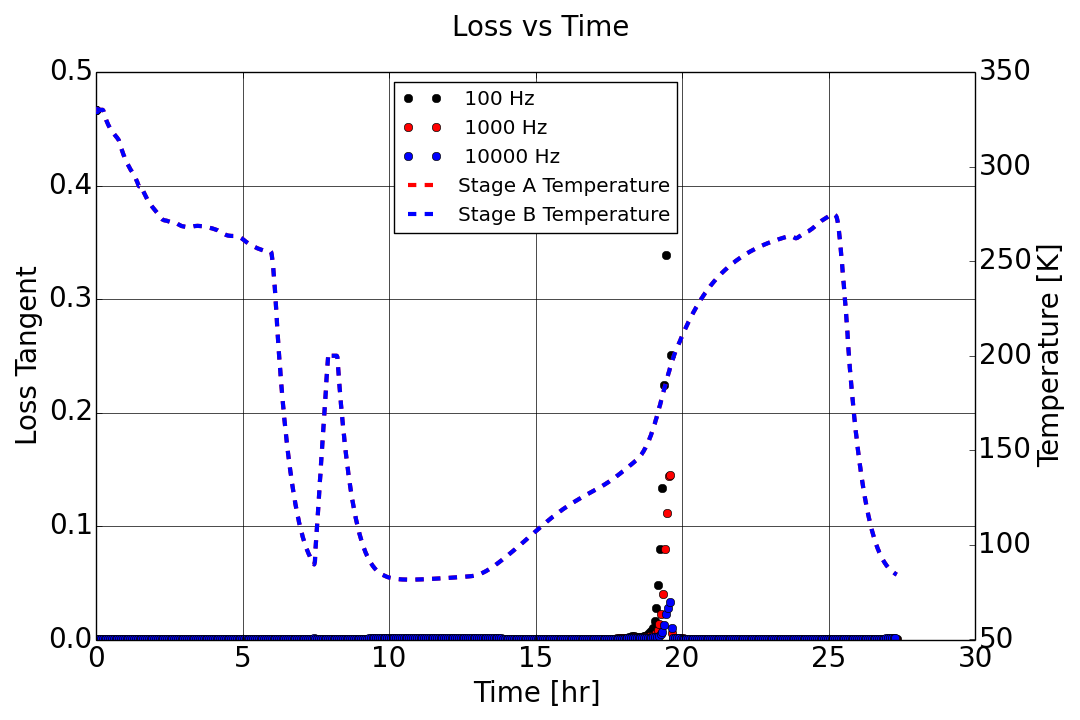 Loss vs Time
0.5
0.4
0.3
0.2
0.1
0.0
Loss Tangent
100 Hz
1000 Hz
10000 Hz
Stage A Temperature
Stage B Temperature
350
300
250
200
150
100
50
Temperature [K]
0 5 10 15 20 25 30
Time [hr]